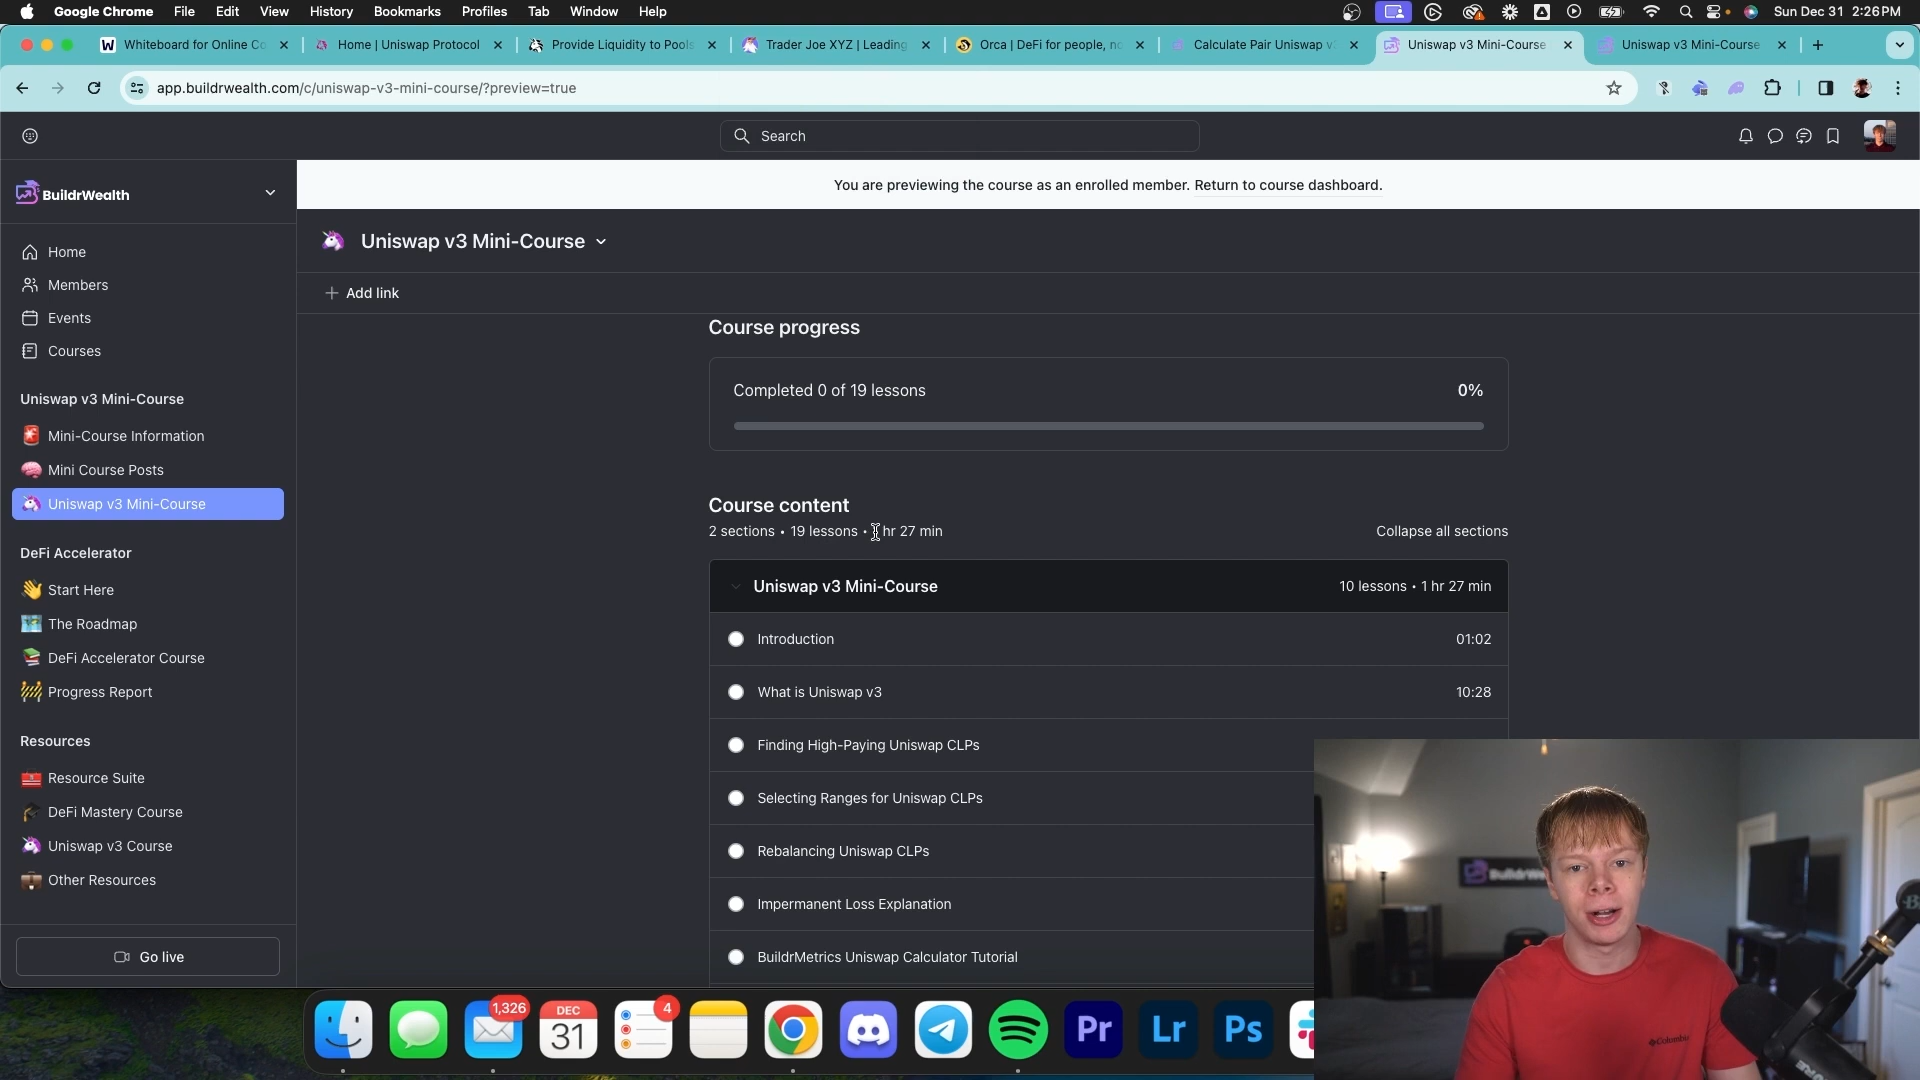 Google Chrome File Edit View History Bookmarks Profiles Tab Window Help Sun Dec 31 2:26 PM
Whiteboard for Online Co Home | Uniswap Protocol Provide Liquidity to Pools Trader Joe XYZ | Leading Orca | DeFi for people, no Calculate Pair Uniswap v3 Uniswap v3 Mini-Course Uniswap v3 Mini-Course
app.buildrwealth.com/c/uniswap-v3-mini-course/?preview=true
Search
BuildrWealth
You are previewing the course as an enrolled member. Return to course dashboard.
Uniswap v3 Mini-Course
Add link
Home
Members
Events
Courses
Uniswap v3 Mini-Course
Mini-Course Information
Mini Course Posts
Uniswap v3 Mini-Course
DeFi Accelerator
Start Here
The Roadmap
DeFi Accelerator Course
Progress Report
Resources
Resource Suite
DeFi Mastery Course
Uniswap v3 Course
Other Resources
Go live
Course progress
Completed 0 of 19 lessons 0%
Course content
2 sections • 19 lessons • hr 27 min Collapse all sections
Uniswap v3 Mini-Course 10 lessons • 1 hr 27 min
Introduction 01:02
What is Uniswap v3 10:28
Finding High-Paying Uniswap CLPs
Selecting Ranges for Uniswap CLPs
Rebalancing Uniswap CLPs
Impermanent Loss Explanation
BuildrMetrics Uniswap Calculator Tutorial
1,326
DEC
31
4
Pr
Lr
Ps
Columbia